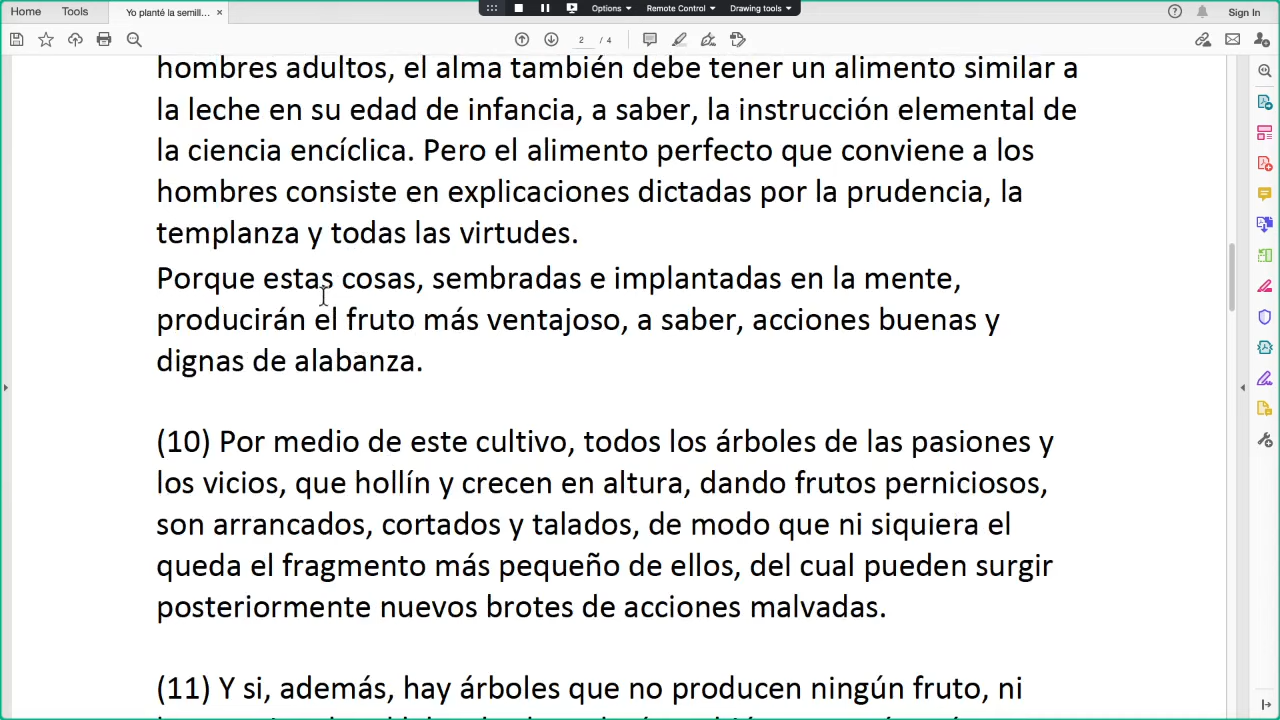 Options Remote Control Drawing tools
Home Tools Yo planté la semill... × Sign In
2 / 4
hombres adultos, el alma también debe tener un alimento similar a
la leche en su edad de infancia, a saber, la instrucción elemental de
la ciencia encíclica. Pero el alimento perfecto que conviene a los
hombres consiste en explicaciones dictadas por la prudencia, la
templanza y todas las virtudes.
Porque estas cosas, sembradas e implantadas en la mente,
producirán el fruto más ventajoso, a saber, acciones buenas y
dignas de alabanza.
(10) Por medio de este cultivo, todos los árboles de las pasiones y
los vicios, que hollín y crecen en altura, dando frutos perniciosos,
son arrancados, cortados y talados, de modo que ni siquiera el
queda el fragmento más pequeño de ellos, del cual pueden surgir
posteriormente nuevos brotes de acciones malvadas.
(11) Y si, además, hay árboles que no producen ningún fruto, ni